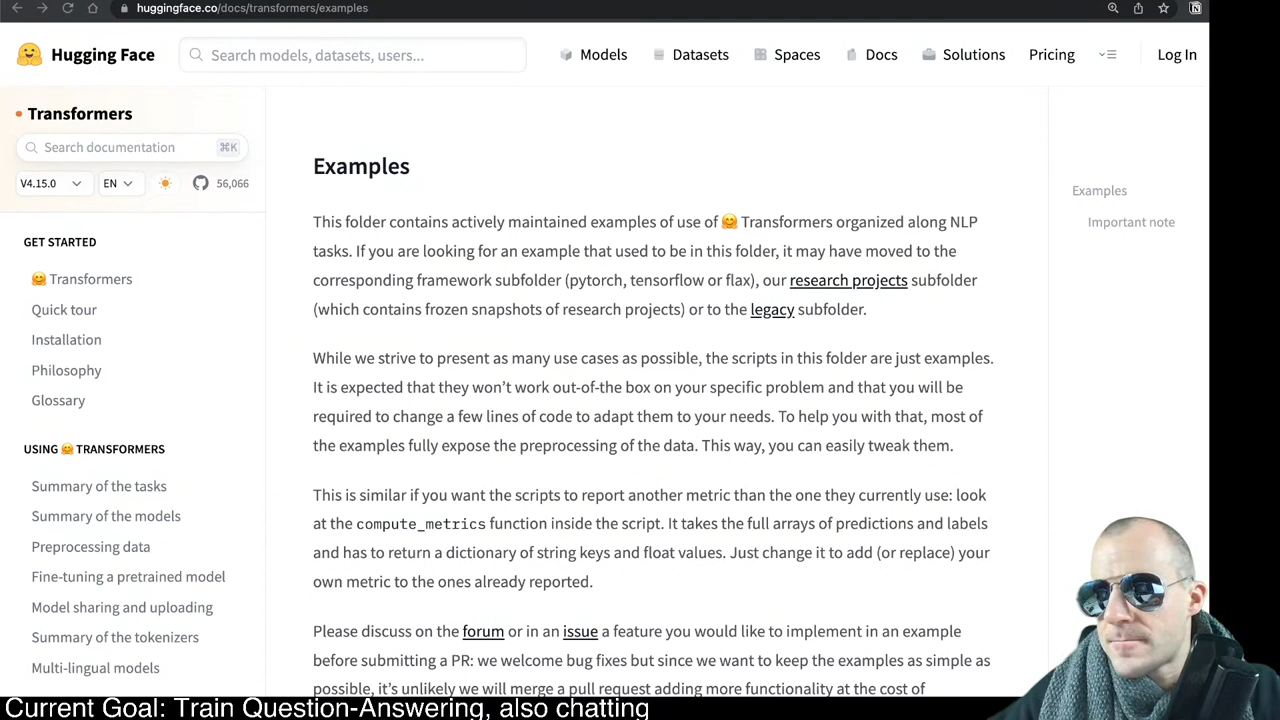 huggingface.co/docs/transformers/examples
Hugging Face
Search models, datasets, users...
Models
Datasets
Spaces
Docs
Solutions
Pricing
Log In
Transformers
Search documentation
⌘K
V4.15.0
EN
56,066
GET STARTED
🤗 Transformers
Quick tour
Installation
Philosophy
Glossary
USING 🤗 TRANSFORMERS
Summary of the tasks
Summary of the models
Preprocessing data
Fine-tuning a pretrained model
Model sharing and uploading
Summary of the tokenizers
Multi-lingual models
Examples
This folder contains actively maintained examples of use of 🤗 Transformers organized along NLP
tasks. If you are looking for an example that used to be in this folder, it may have moved to the
corresponding framework subfolder (pytorch, tensorflow or flax), our research projects subfolder
(which contains frozen snapshots of research projects) or to the legacy subfolder.
While we strive to present as many use cases as possible, the scripts in this folder are just examples.
It is expected that they won’t work out-of-the box on your specific problem and that you will be
required to change a few lines of code to adapt them to your needs. To help you with that, most of
the examples fully expose the preprocessing of the data. This way, you can easily tweak them.
This is similar if you want the scripts to report another metric than the one they currently use: look
at the compute_metrics function inside the script. It takes the full arrays of predictions and labels
and has to return a dictionary of string keys and float values. Just change it to add (or replace) your
own metric to the ones already reported.
Please discuss on the forum or in an issue a feature you would like to implement in an example
before submitting a PR: we welcome bug fixes but since we want to keep the examples as simple as
possible, it’s unlikely we will merge a pull request adding more functionality at the cost of
Examples
Important note
Current Goal: Train Question-Answering, also chatting